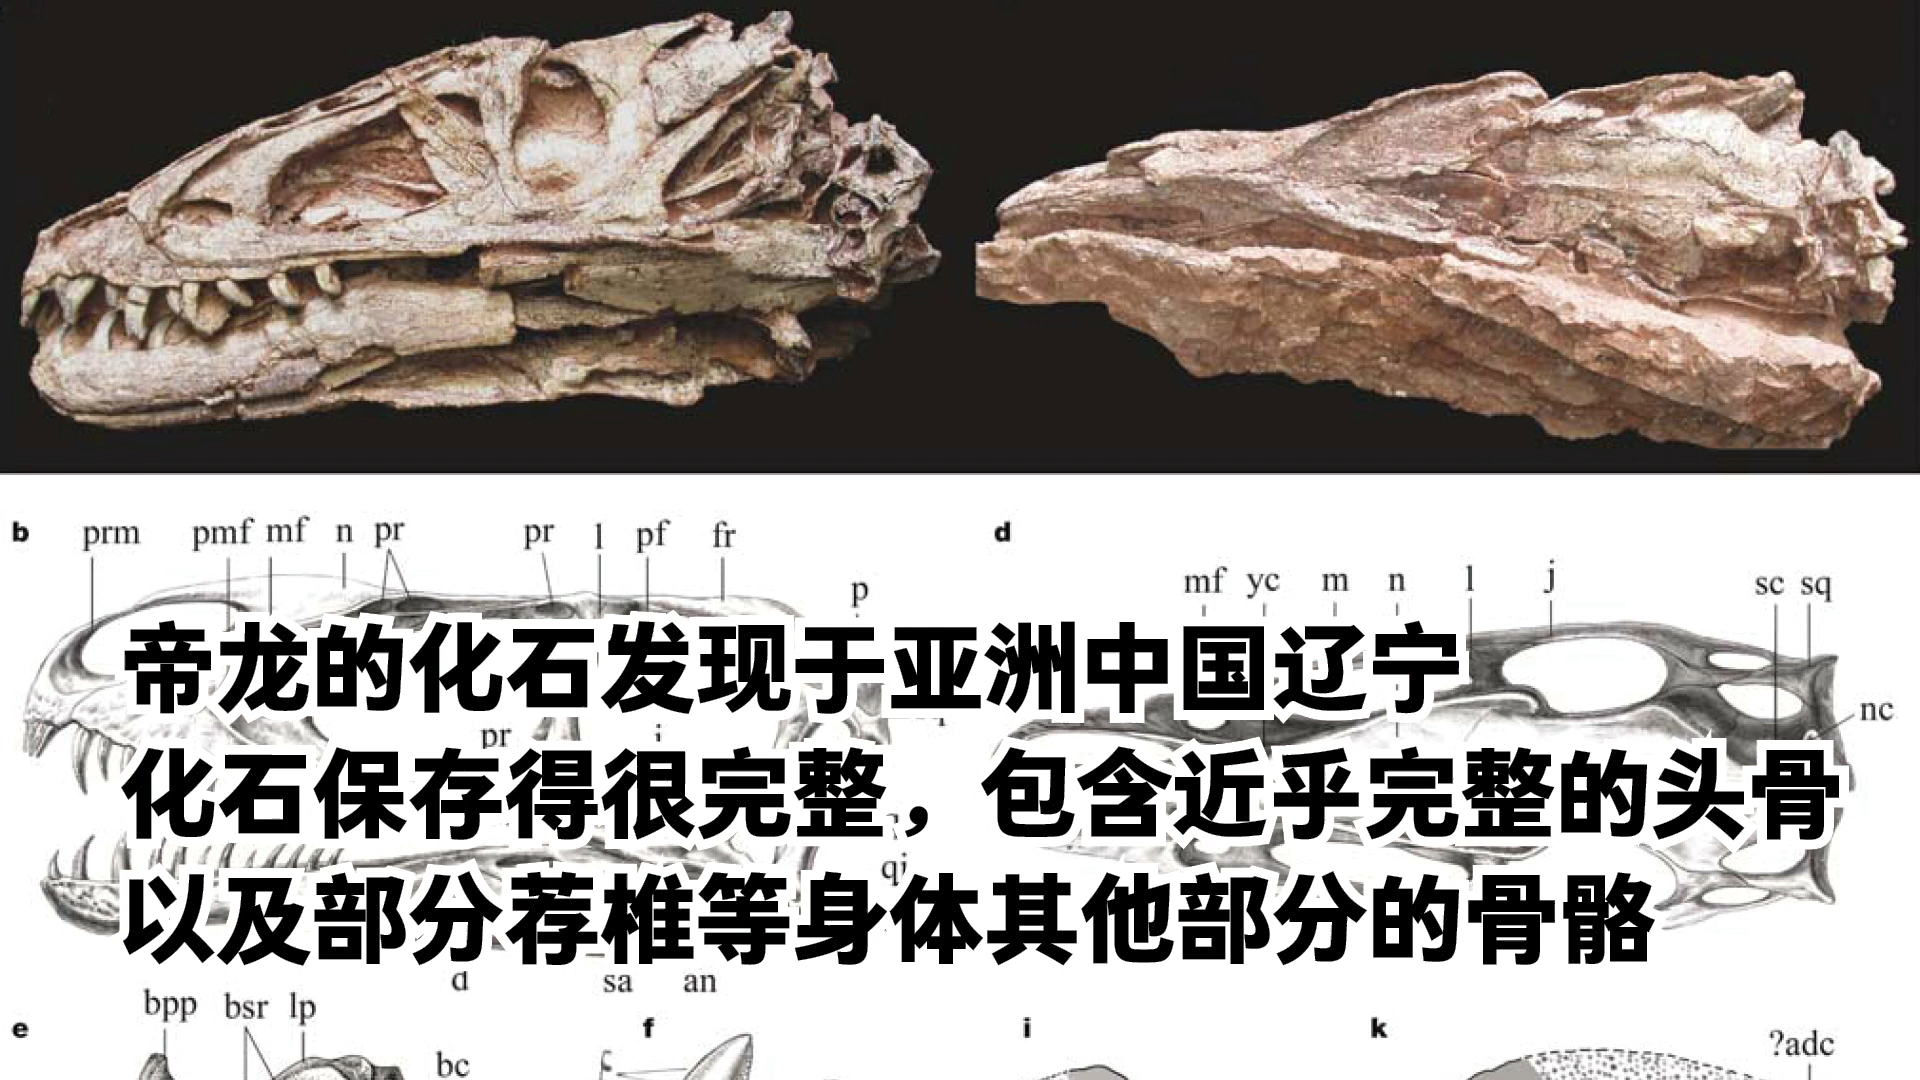 b prm pmf mf n pr pr l pf fr p
d mf yc m n l j sc sq
帝龙的化石发现于亚洲中国辽宁
nc
pr j
化石保存得很完整，包含近乎完整的头骨
qj
以及部分荐椎等身体其他部分的骨骼
d sa an
e bpp bsr lp bc
f
i
k ?adc